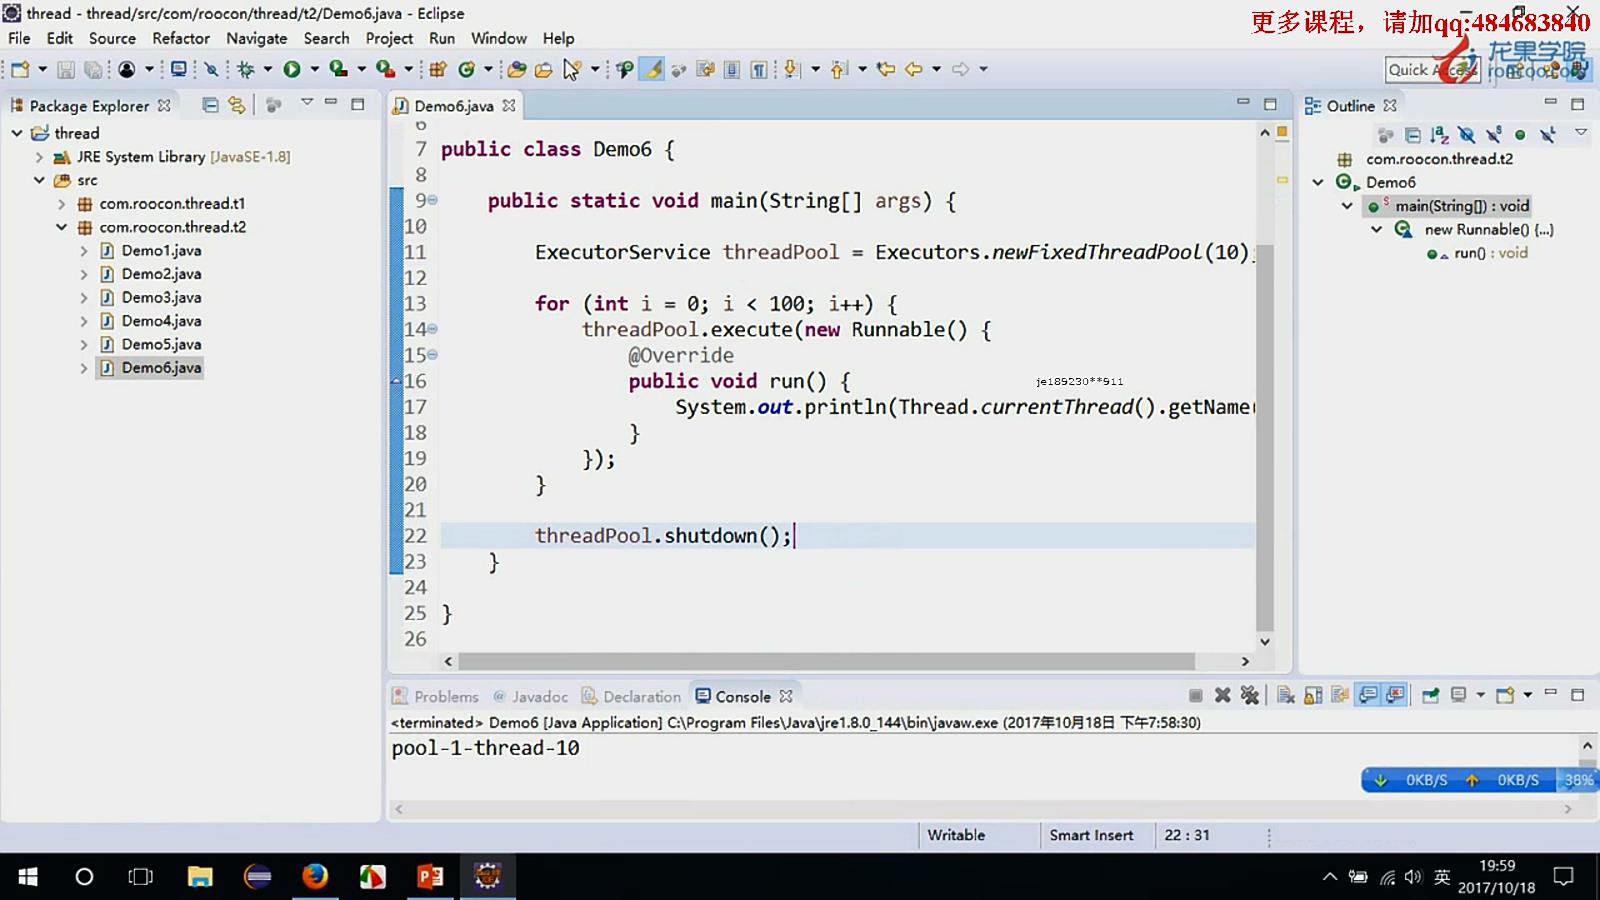 thread - thread/src/com/roocon/thread/t2/Demo6.java - Eclipse
更多课程，请加qq:484683840
File Edit Source Refactor Navigate Search Project Run Window Help
龙果学院
roncoo.com
Quick Access
Package Explorer
thread
JRE System Library [JavaSE-1.8]
src
com.roocon.thread.t1
com.roocon.thread.t2
Demo1.java
Demo2.java
Demo3.java
Demo4.java
Demo5.java
Demo6.java
Demo6.java
6
7 public class Demo6 {
8
9 public static void main(String[] args) {
10
11 ExecutorService threadPool = Executors.newFixedThreadPool(10);
12
13 for (int i = 0; i < 100; i++) {
14 threadPool.execute(new Runnable() {
15 @Override
16 public void run() {
je189230**911
17 System.out.println(Thread.currentThread().getName(
18 }
19 });
20 }
21
22 threadPool.shutdown();
23 }
24
25 }
26
Outline
com.roocon.thread.t2
Demo6
main(String[]) : void
new Runnable() {...}
run() : void
Problems @ Javadoc Declaration Console
<terminated> Demo6 [Java Application] C:\Program Files\Java\jre1.8.0_144\bin\javaw.exe (2017年10月18日 下午7:58:30)
pool-1-thread-10
0KB/S 0KB/S 38%
Writable Smart Insert 22 : 31
英
19:59
2017/10/18